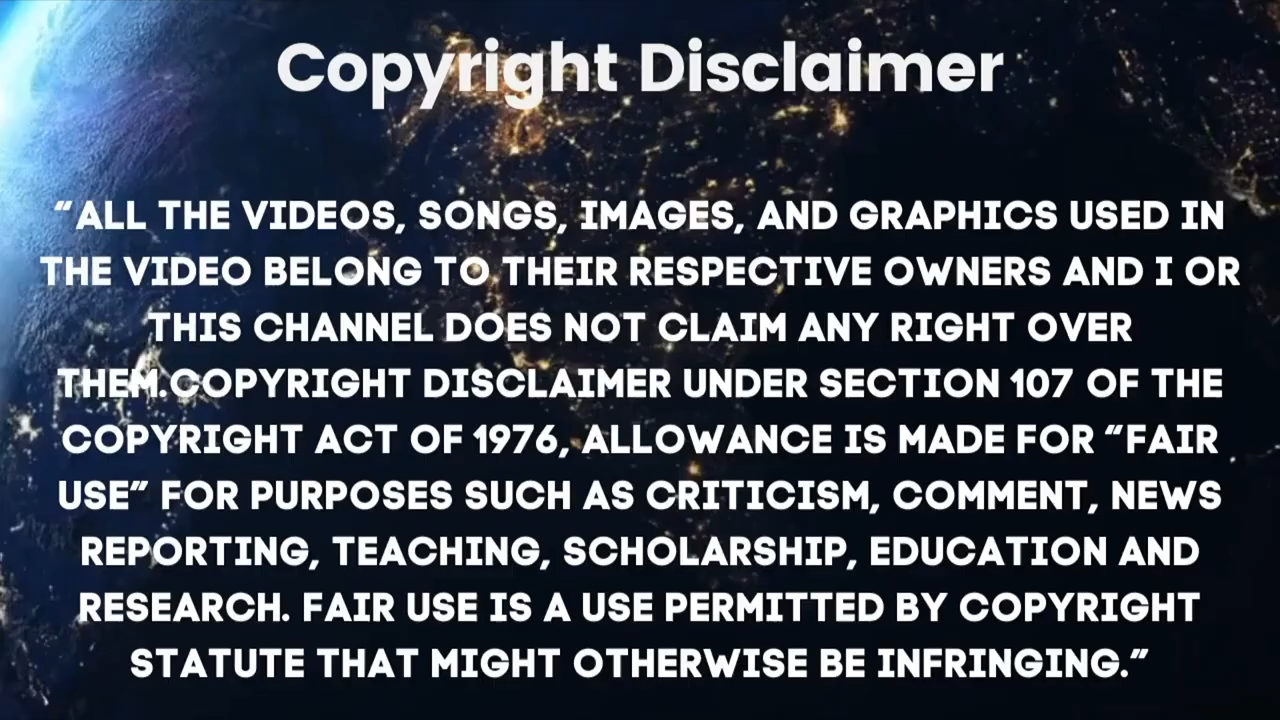 Copyright Disclaimer
“ALL THE VIDEOS, SONGS, IMAGES, AND GRAPHICS USED IN
THE VIDEO BELONG TO THEIR RESPECTIVE OWNERS AND I OR
THIS CHANNEL DOES NOT CLAIM ANY RIGHT OVER
THEM.COPYRIGHT DISCLAIMER UNDER SECTION 107 OF THE
COPYRIGHT ACT OF 1976, ALLOWANCE IS MADE FOR “FAIR
USE” FOR PURPOSES SUCH AS CRITICISM, COMMENT, NEWS
REPORTING, TEACHING, SCHOLARSHIP, EDUCATION AND
RESEARCH. FAIR USE IS A USE PERMITTED BY COPYRIGHT
STATUTE THAT MIGHT OTHERWISE BE INFRINGING.”